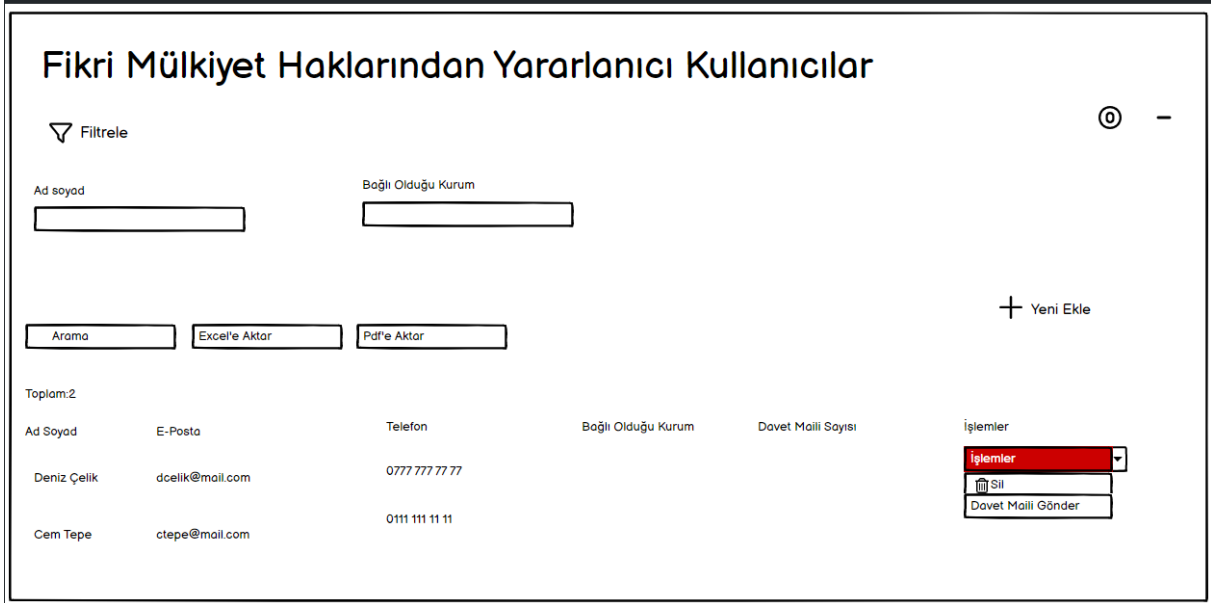 Fikri Mülkiyet Haklarından Yararlanıcı Kullanıcılar
Filtrele
Ad soyad
Bağlı Olduğu Kurum
Yeni Ekle
Arama
Excel'e Aktar
Pdf'e Aktar
Toplam:2
Ad Soyad E-Posta Telefon Bağlı Olduğu Kurum Davet Maili Sayısı İşlemler
İşlemler
Deniz Çelik dcelik@mail.com 0777 777 77 77
Sil
Davet Maili Gönder
Cem Tepe ctepe@mail.com 0111 111 11 11